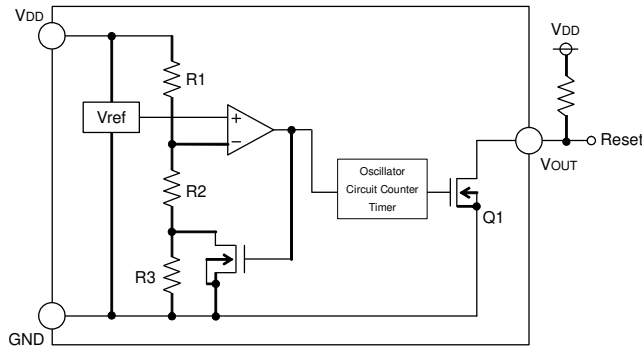 VDD
R1
VDD
Vref
+
−
Reset
VOUT
Oscillator
Circuit Counter
Timer
R2
Q1
R3
GND